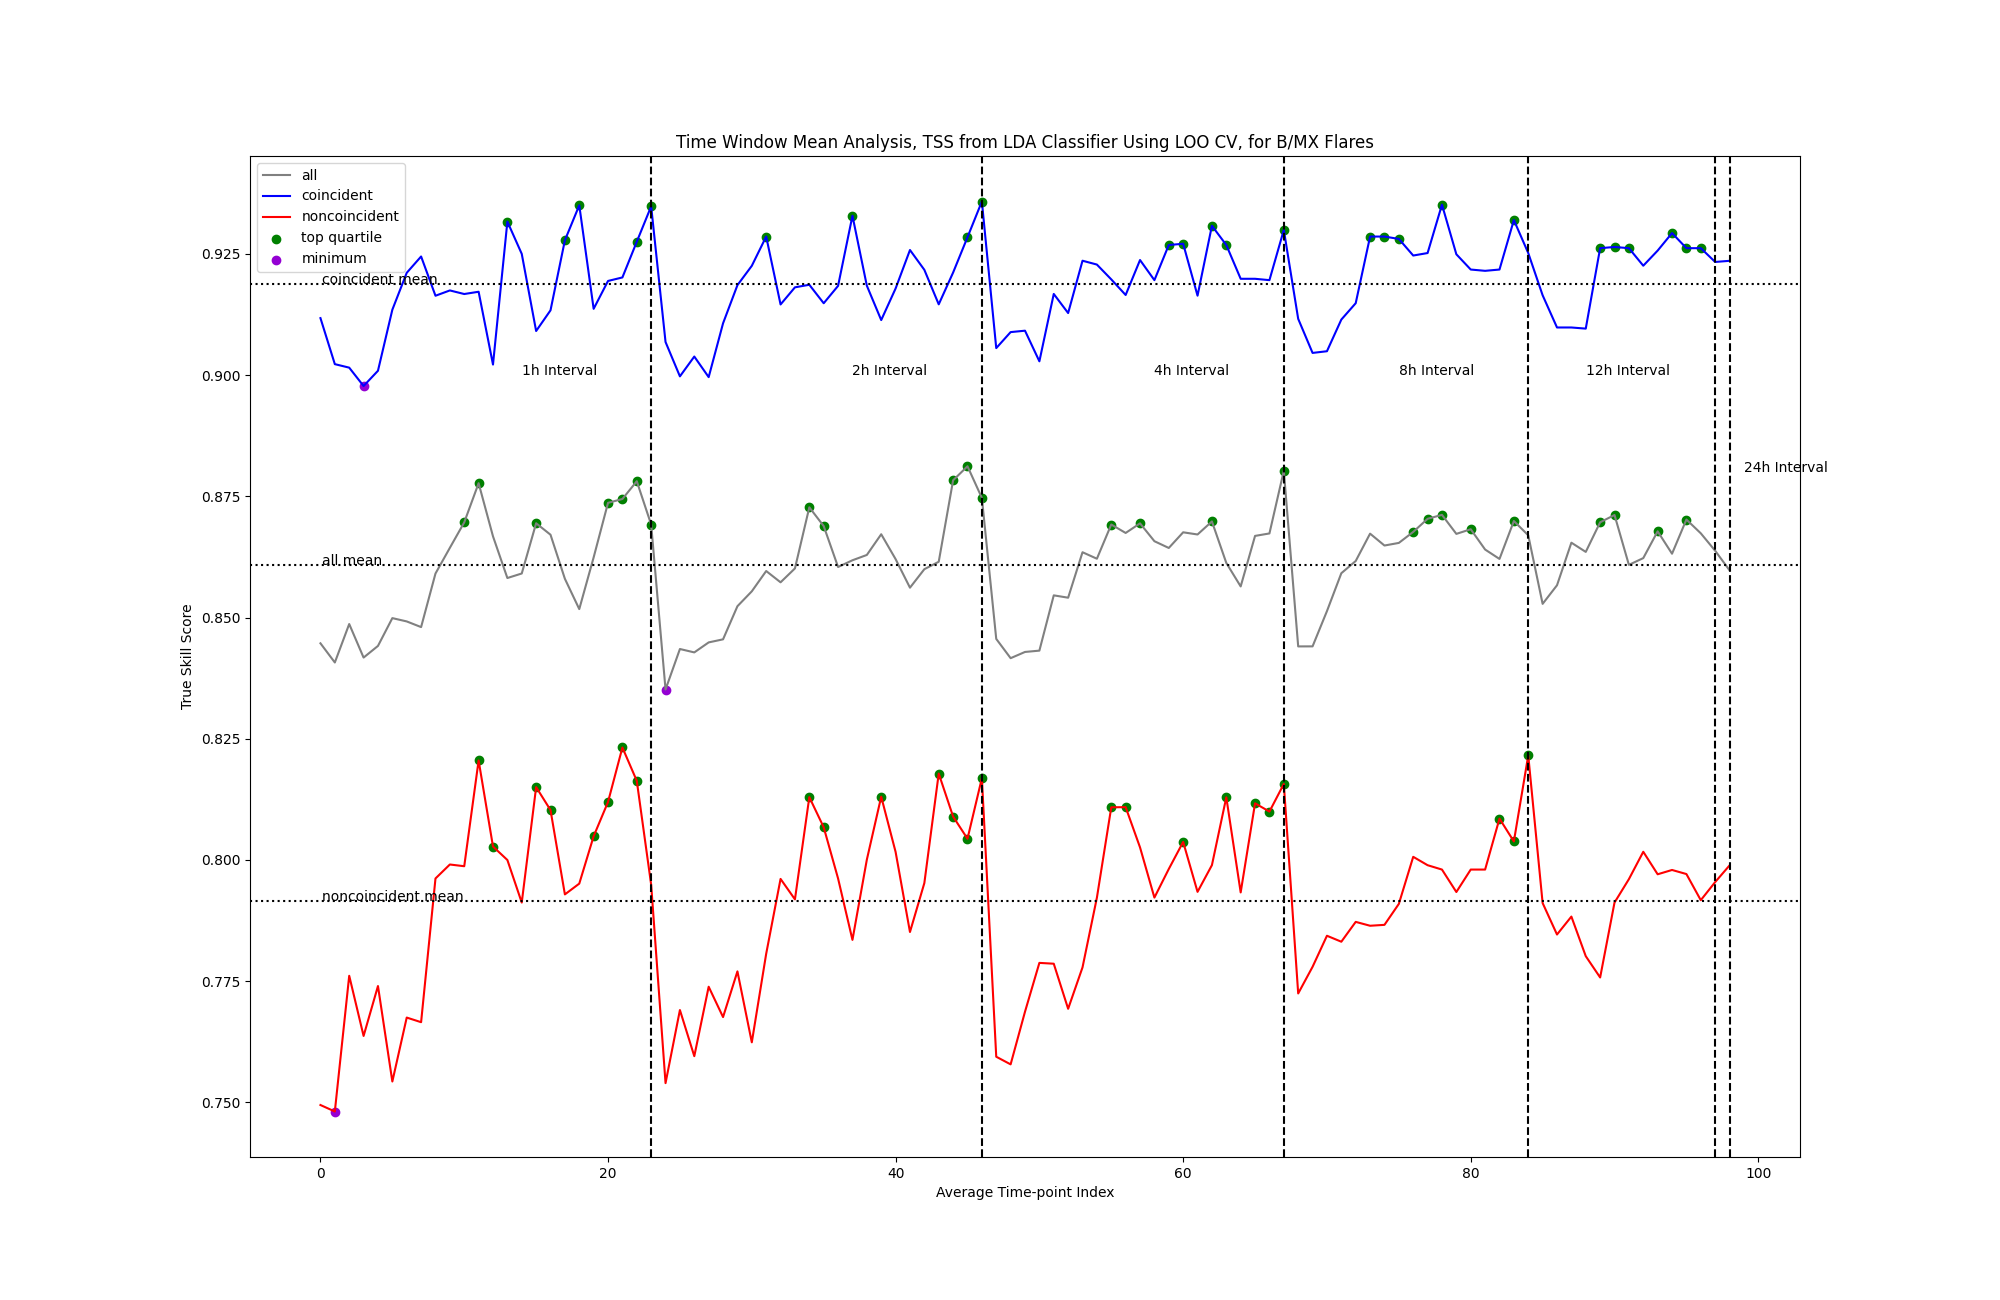 Time Window Mean Analysis, TSS from LDA Classifier Using LOO CV, for B/MX Flares
all
coincident
noncoincident
top quartile
minimum
coincident mean
1h Interval
2h Interval
4h Interval
8h Interval
12h Interval
24h Interval
all mean
noncoincident mean
True Skill Score
0.925
0.900
0.875
0.850
0.825
0.800
0.775
0.750
0
20
40
60
80
100
Average Time-point Index